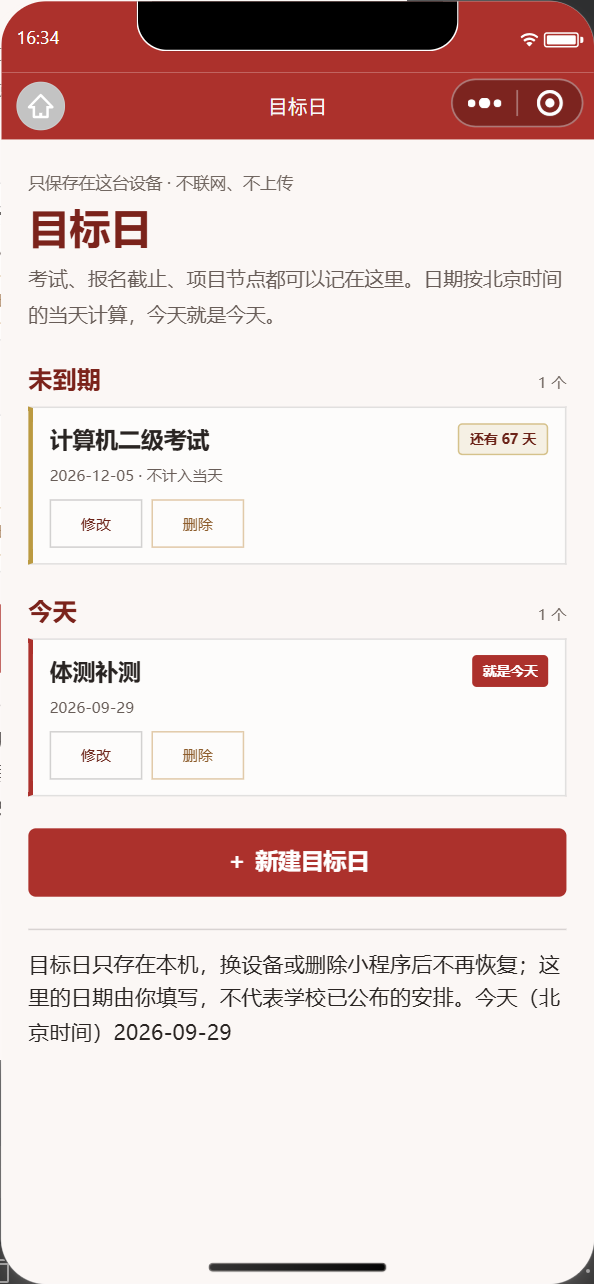 16:34
目标日
只保存在这台设备 · 不联网、不上传
目标日
考试、报名截止、项目节点都可以记在这里。日期按北京时间
的当天计算，今天就是今天。
未到期
1 个
计算机二级考试
还有 67 天
2026-12-05 · 不计入当天
修改
删除
今天
1 个
体测补测
就是今天
2026-09-29
修改
删除
+ 新建目标日
目标日只存在本机，换设备或删除小程序后不再恢复；这
里的日期由你填写，不代表学校已公布的安排。今天（北
京时间）2026-09-29